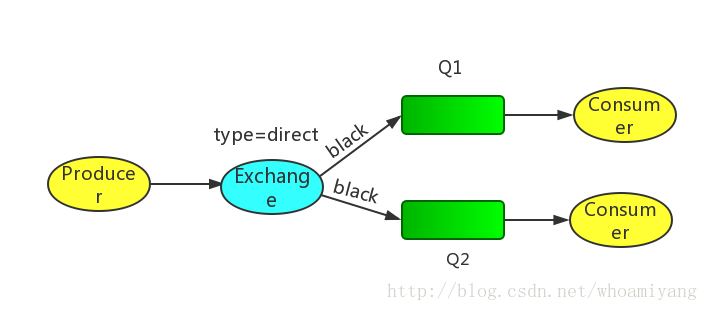 Q1
type=direct
black
Consum
er
Produce
r
Exchang
e
black
Consum
er
Q2
http://blog.csdn.net/whoamiyang